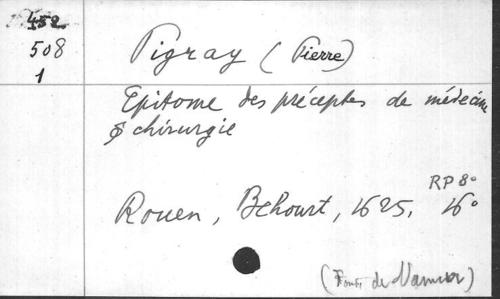 452
508
1
Pigray (Pierre)
Epitome des préceptes de médecine
& chirurgie
RP 8°
Rouen, Behourt, 1625, 16°
(Fonds de Namur)